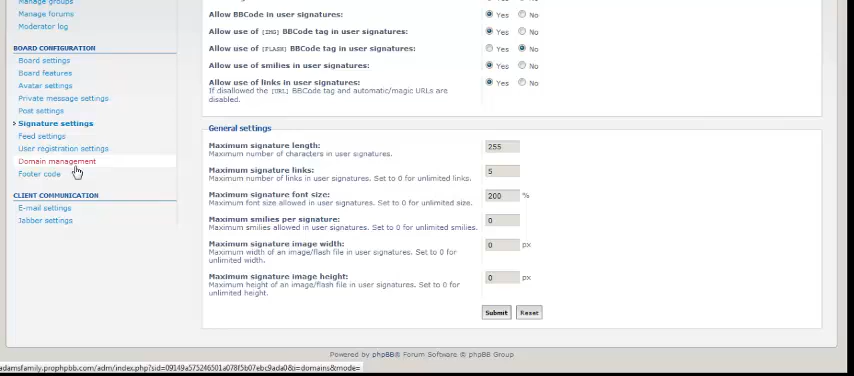 Manage groups
Manage forums
Moderator log
BOARD CONFIGURATION
Board settings
Board features
Avatar settings
Private message settings
Post settings
Signature settings
Feed settings
User registration settings
Domain management
Footer code
CLIENT COMMUNICATION
E-mail settings
Jabber settings
Allow BBCode in user signatures:
Yes No
Allow use of [IMG] BBCode tag in user signatures:
Yes No
Allow use of [FLASH] BBCode tag in user signatures:
Yes No
Allow use of smilies in user signatures:
Yes No
Allow use of links in user signatures:
If disallowed the [URL] BBCode tag and automatic/magic URLs are
disabled.
Yes No
General settings
Maximum signature length:
Maximum number of characters in user signatures.
255
Maximum signature links:
Maximum number of links in user signatures. Set to 0 for unlimited links.
5
Maximum signature font size:
Maximum font size allowed in user signatures. Set to 0 for unlimited size.
200 %
Maximum smilies per signature:
Maximum smilies allowed in user signatures. Set to 0 for unlimited smilies.
0
Maximum signature image width:
Maximum width of an image/flash file in user signatures. Set to 0 for
unlimited width.
0 px
Maximum signature image height:
Maximum height of an image/flash file in user signatures. Set to 0 for
unlimited height.
0 px
Submit Reset
Powered by phpBB® Forum Software © phpBB Group
adamsfamily.prophpbb.com/adm/index.php?sid=09149a575246501a078f5b07ebc9ada0&i=domains&mode=